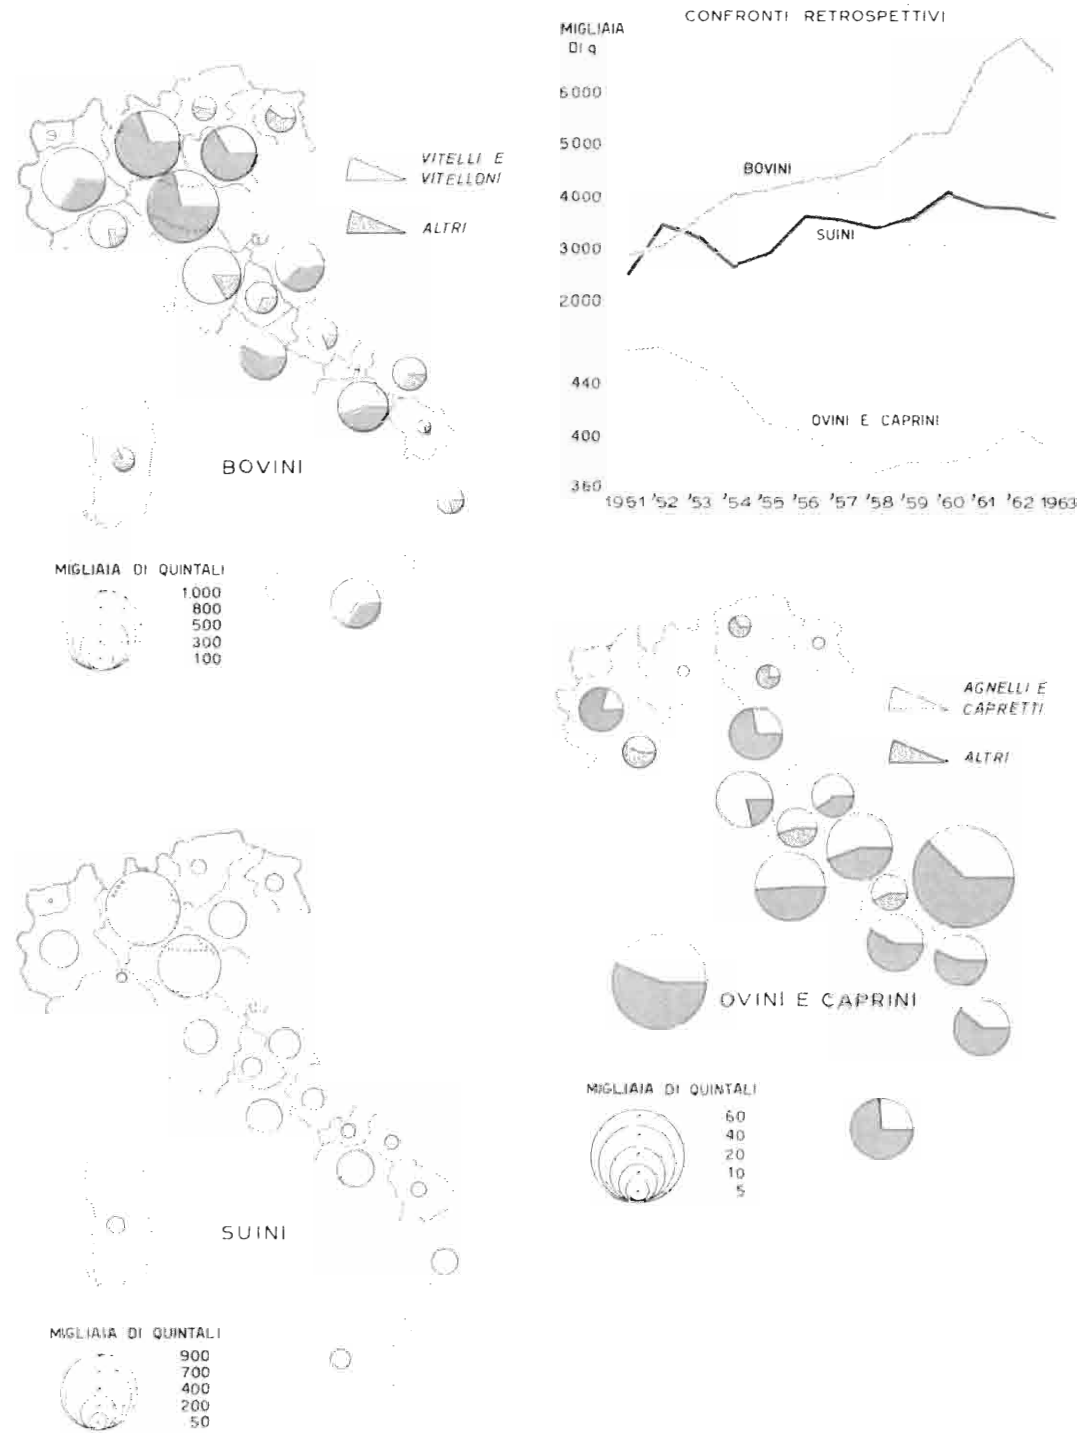 CONFRONTI RETROSPETTIVI
MIGLIAIA
DI q
6000
5000
4000
3000
2000
440
400
360
BOVINI
SUINI
OVINI E CAPRINI
1951 '52 '53 '54 '55 '56 '57 '58 '59 '60 '61 '62 1963
VITELLI E
VITELLONI
ALTRI
BOVINI
MIGLIAIA DI QUINTALI
1.000
800
500
300
100
AGNELLI E
CAPRETTI
ALTRI
OVINI E CAPRINI
MIGLIAIA DI QUINTALI
60
40
20
10
5
SUINI
MIGLIAIA DI QUINTALI
900
700
400
200
50